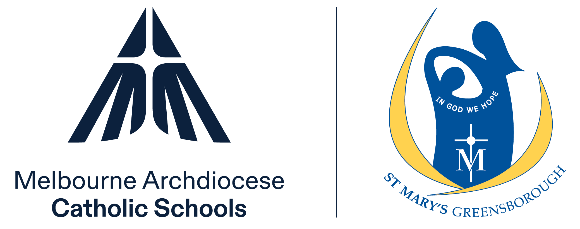 Melbourne Archdiocese
Catholic Schools
IN GOD WE HOPE
M
ST MARY'S GREENSBOROUGH